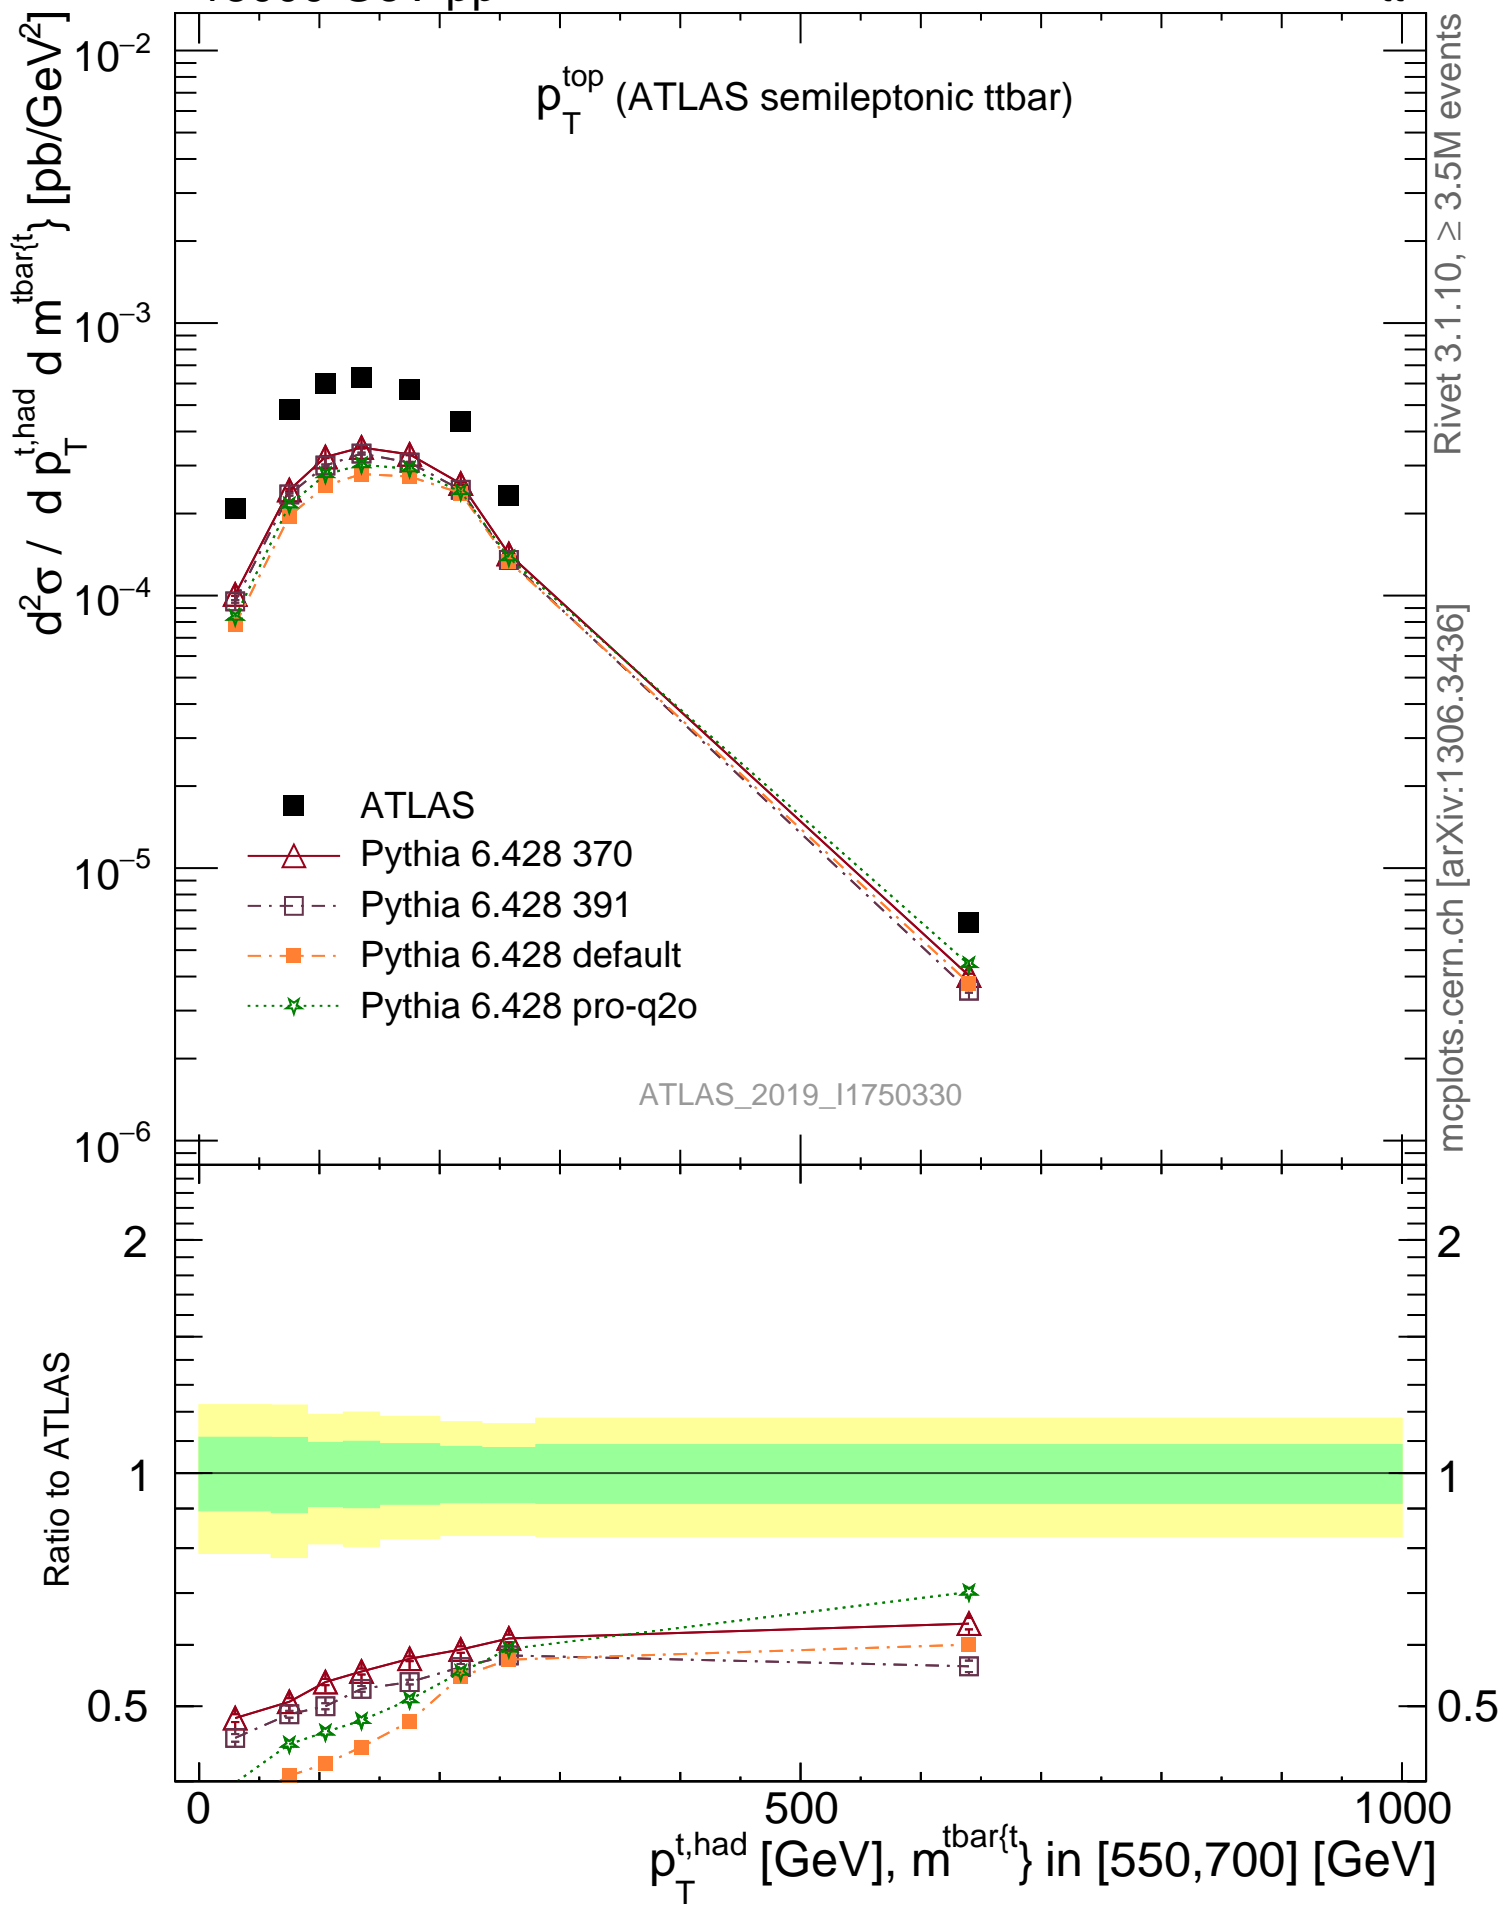 p_T^top (ATLAS semileptonic ttbar)
d²σ / d p_T^t,had d m^tbar{t} [pb/GeV²]
10⁻²
10⁻³
10⁻⁴
10⁻⁵
10⁻⁶
ATLAS
Pythia 6.428 370
Pythia 6.428 391
Pythia 6.428 default
Pythia 6.428 pro-q2o
ATLAS_2019_I1750330
Rivet 3.1.10, ≥ 3.5M events
mcplots.cern.ch [arXiv:1306.3436]
Ratio to ATLAS
2
1
0.5
2
1
0.5
0 500 1000
p_T^t,had [GeV], m^tbar{t} in [550,700] [GeV]